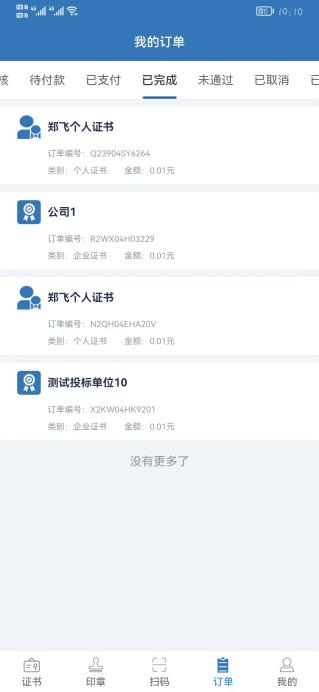 19:10
我的订单
核 待付款 已支付 已完成 未通过 已取消 已
郑飞个人证书
订单编号：Q23904SY6264
类别：个人证书 金额：0.01元
公司1
订单编号：R2WX04H03229
类别：企业证书 金额：0.01元
郑飞个人证书
订单编号：N2QH04EHA20V
类别：个人证书 金额：0.01元
测试投标单位10
订单编号：X2KW04HK9201
类别：企业证书 金额：0.01元
没有更多了
证书 印章 扫码 订单 我的